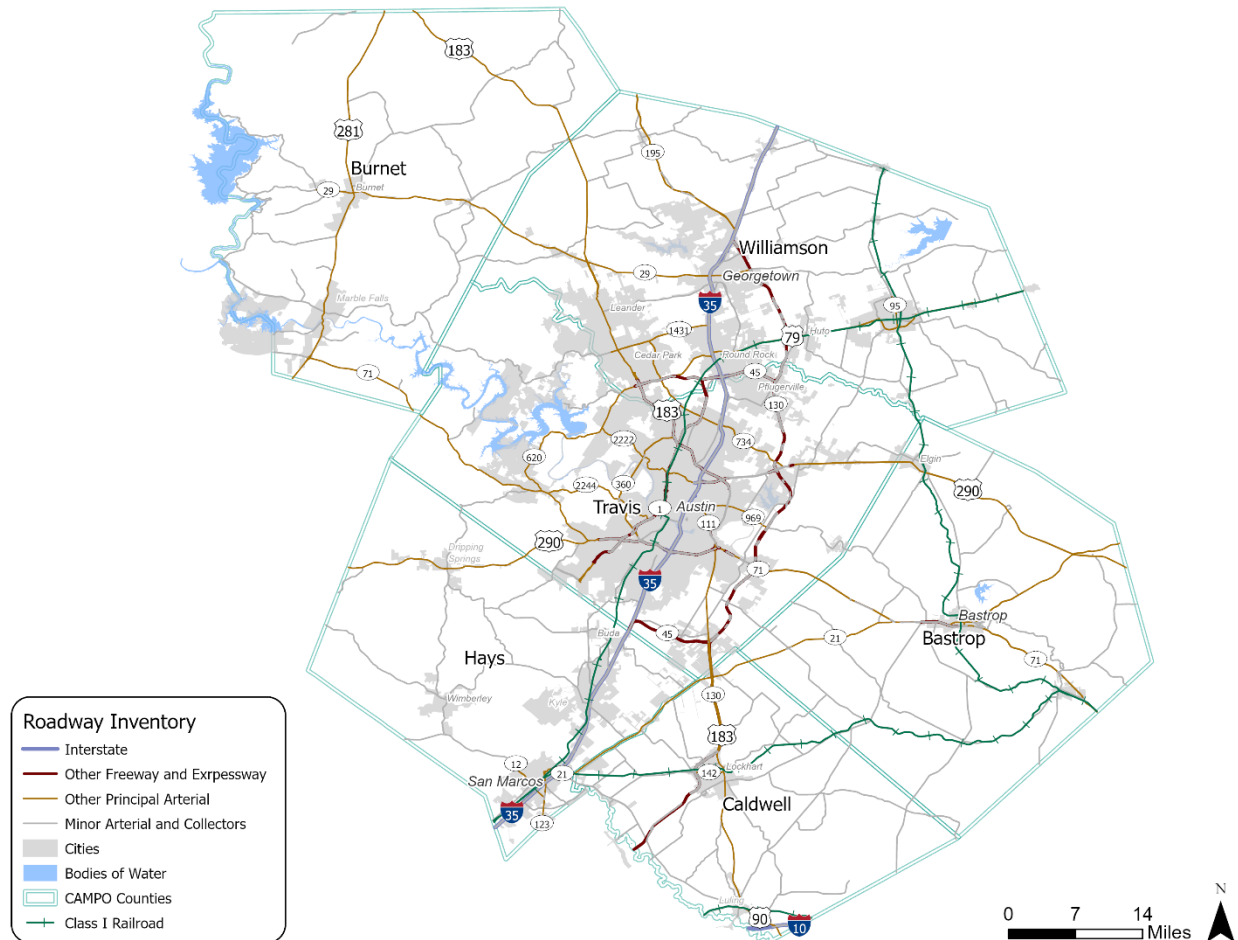 183
281
Burnet
29
Burnet
195
Williamson
29
Georgetown
95
Marble Falls
Leander
35
1431
79
Hutto
Cedar Park
Round Rock
71
45
Pflugerville
183
130
2222
734
620
Elgin
2244
360
290
Travis
1
Austin
969
111
290
Dripping
Springs
35
71
Bastrop
Buda
45
21
Bastrop
Hays
71
Wimberley
Kyle
130
183
12
21
Lockhart
San Marcos
142
35
123
Caldwell
Luling
90
10
Roadway Inventory
Interstate
Other Freeway and Exrpessway
Other Principal Arterial
Minor Arterial and Collectors
Cities
Bodies of Water
CAMPO Counties
Class I Railroad
N
0 7 14
Miles